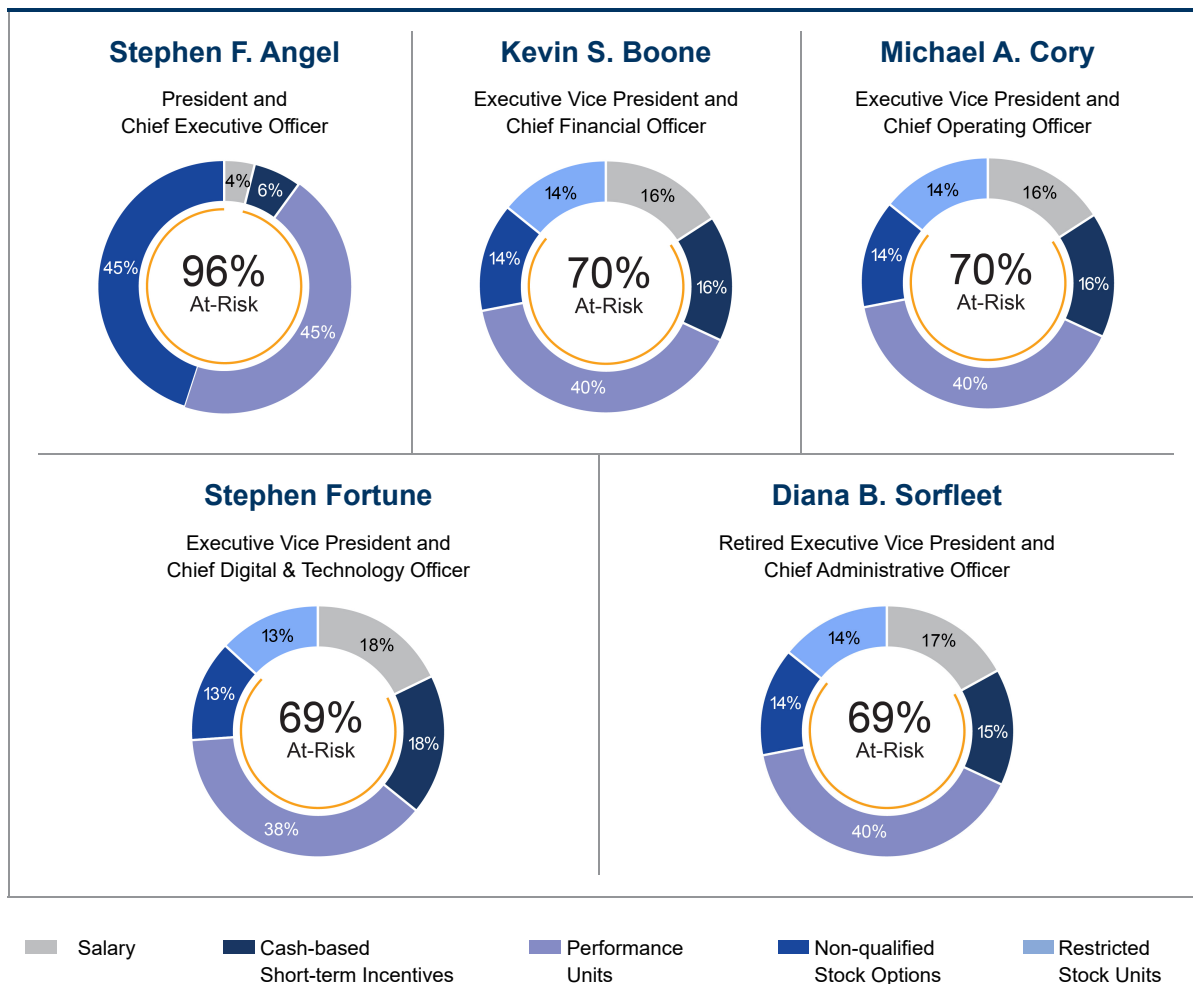 Stephen F. Angel
President and
Chief Executive Officer
4%
6%
45%
45%
96%
At-Risk
Kevin S. Boone
Executive Vice President and
Chief Financial Officer
14%
16%
14%
16%
40%
70%
At-Risk
Michael A. Cory
Executive Vice President and
Chief Operating Officer
14%
16%
14%
16%
40%
70%
At-Risk
Stephen Fortune
Executive Vice President and
Chief Digital & Technology Officer
13%
18%
13%
18%
38%
69%
At-Risk
Diana B. Sorfleet
Retired Executive Vice President and
Chief Administrative Officer
14%
17%
14%
15%
40%
69%
At-Risk
Salary
Cash-based
Short-term Incentives
Performance
Units
Non-qualified
Stock Options
Restricted
Stock Units